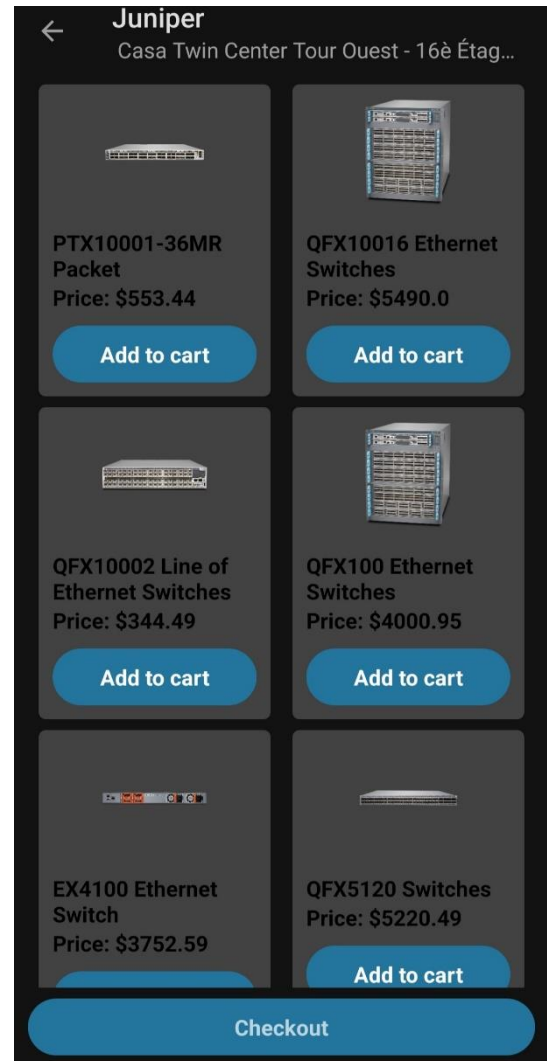 Juniper
Casa Twin Center Tour Ouest - 16è Étag...
PTX10001-36MR
Packet
Price: $553.44
Add to cart
QFX10016 Ethernet
Switches
Price: $5490.0
Add to cart
QFX10002 Line of
Ethernet Switches
Price: $344.49
Add to cart
QFX100 Ethernet
Switches
Price: $4000.95
Add to cart
EX4100 Ethernet
Switch
Price: $3752.59
QFX5120 Switches
Price: $5220.49
Add to cart
Checkout